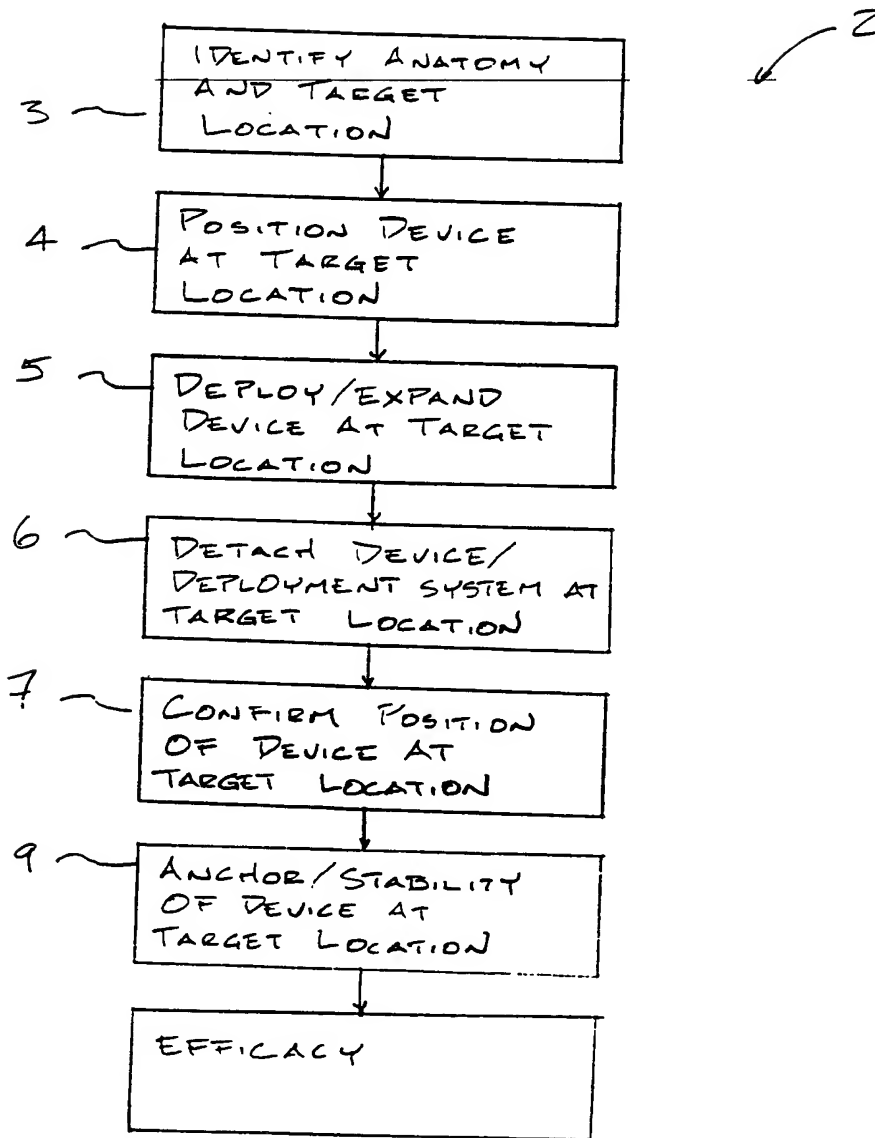 2
IDENTIFY ANATOMY
AND TARGET
LOCATION
3
POSITION DEVICE
AT TARGET
LOCATION
4
DEPLOY/EXPAND
DEVICE AT TARGET
LOCATION
5
DETACH DEVICE/
DEPLOYMENT SYSTEM AT
TARGET LOCATION
6
CONFIRM POSITION
OF DEVICE AT
TARGET LOCATION
7
ANCHOR/STABILITY
OF DEVICE AT
TARGET LOCATION
9
EFFICACY